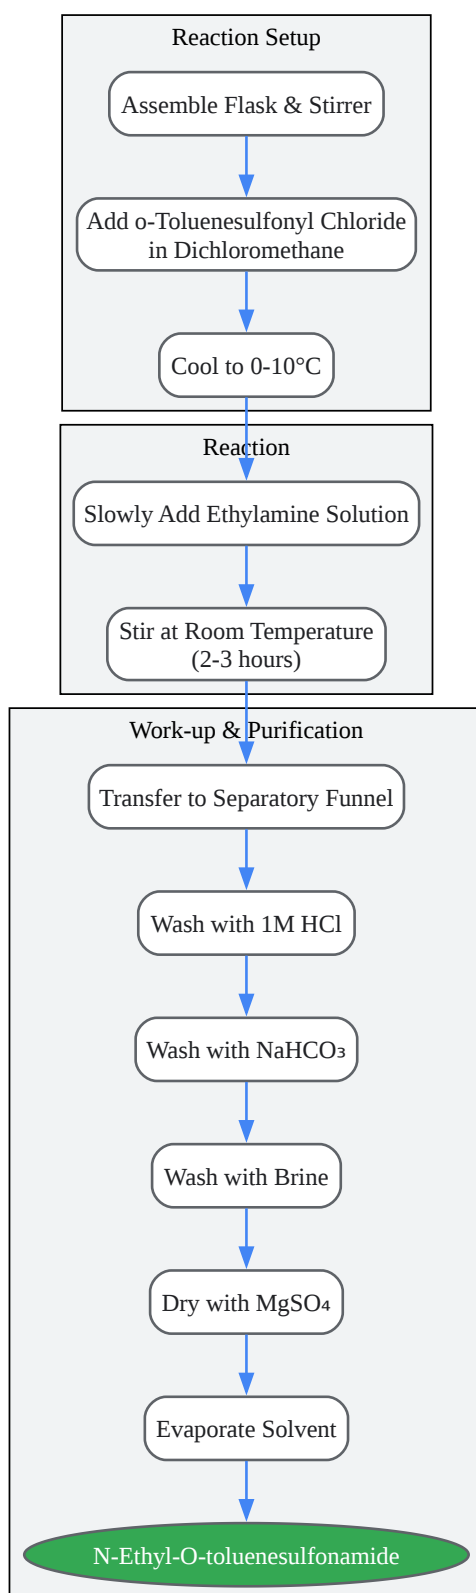 Reaction Setup
Assemble Flask & Stirrer
Add o-Toluenesulfonyl Chloride
in Dichloromethane
Cool to 0-10°C
Reaction
Slowly Add Ethylamine Solution
Stir at Room Temperature
(2-3 hours)
Work-up & Purification
Transfer to Separatory Funnel
Wash with 1M HCl
Wash with NaHCO₃
Wash with Brine
Dry with MgSO₄
Evaporate Solvent
N-Ethyl-O-toluenesulfonamide